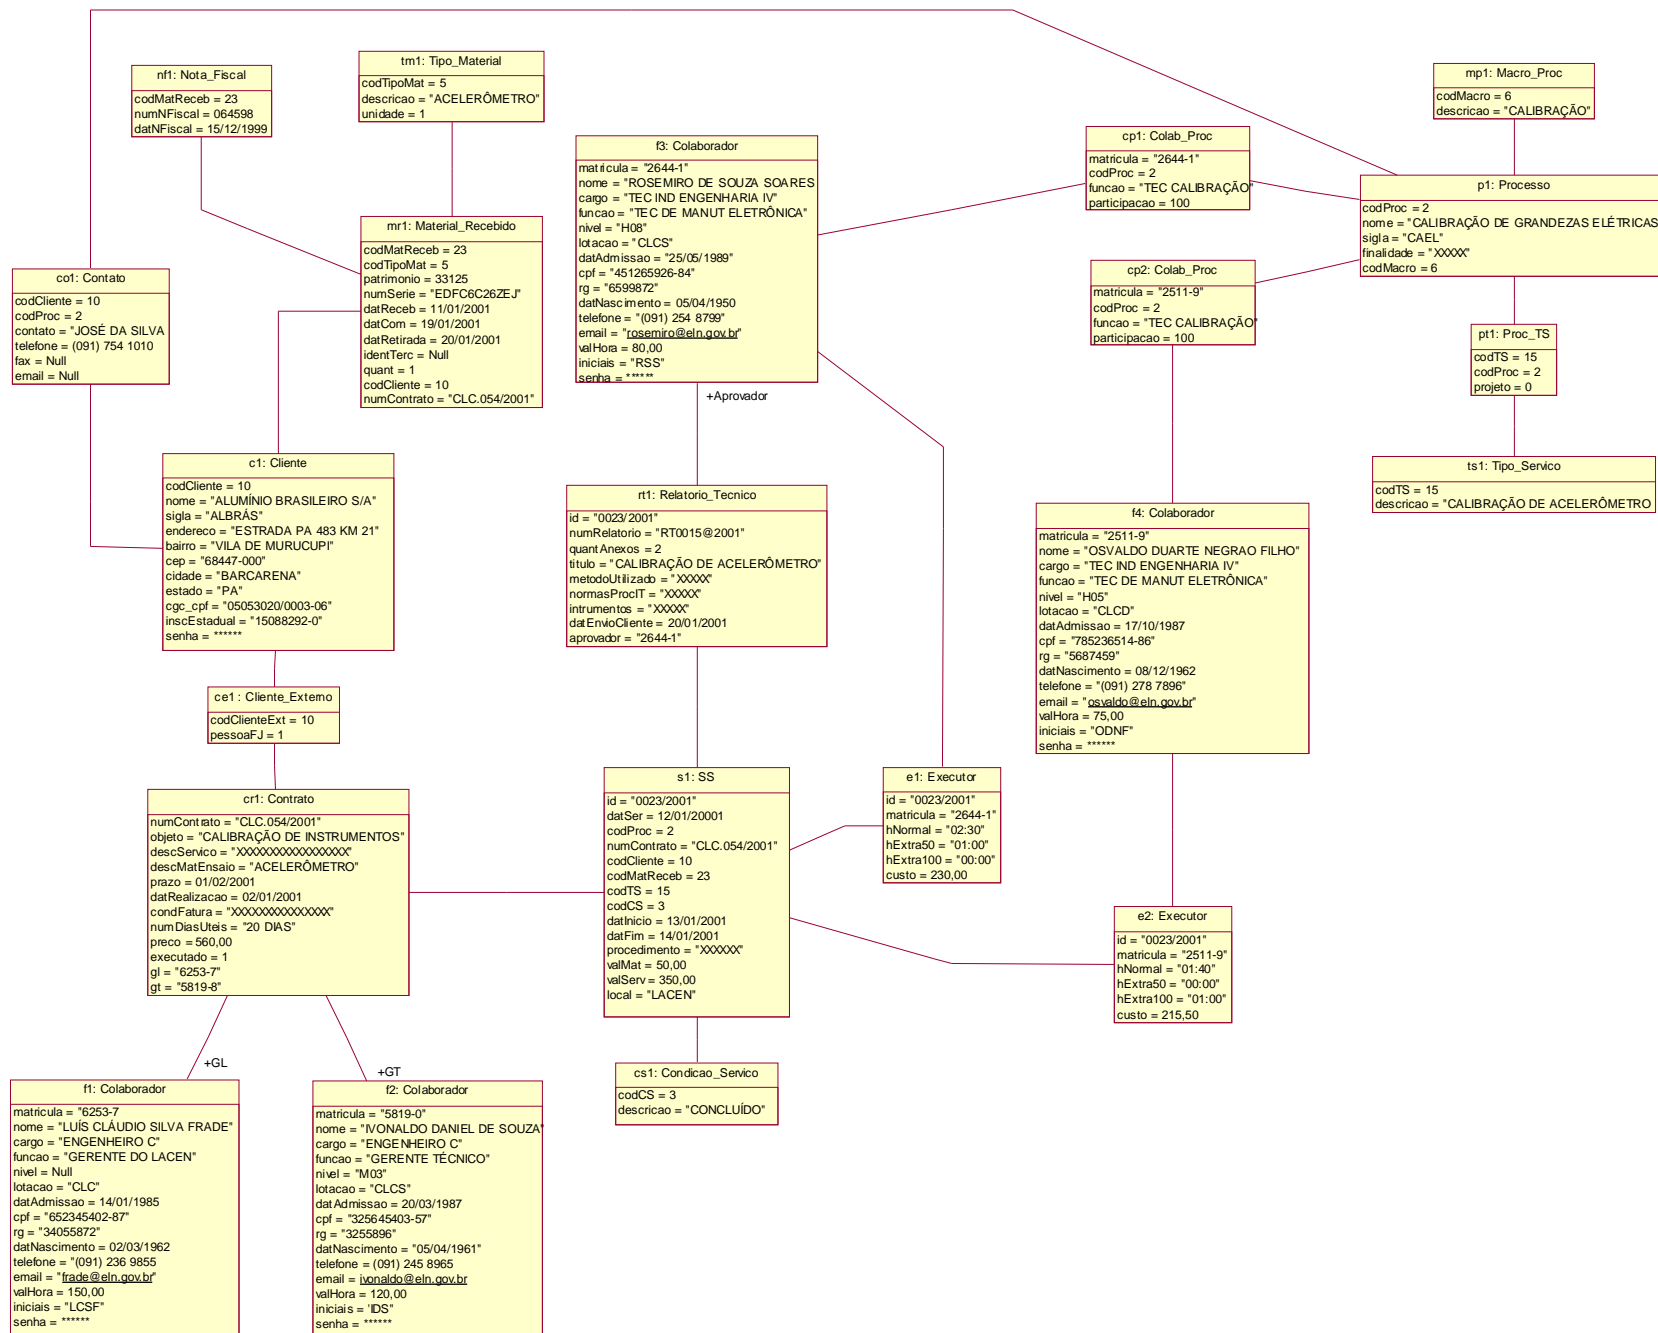 nf1: Nota_Fiscal
codMatReceb = 23
numNFiscal = 064598
datNFiscal = 15/12/1999
tm1: Tipo_Material
codTipoMat = 5
descricao = "ACELERÔMETRO"
unidade = 1
mp1: Macro_Proc
codMacro = 6
descricao = "CALIBRAÇÃO"
f3: Colaborador
matricula = "2644-1"
nome = "ROSEMIRO DE SOUZA SOARES
cargo = "TEC IND ENGENHARIA IV"
funcao = "TEC DE MANUT ELETRÔNICA"
nivel = "H08"
lotacao = "CLCS"
datAdmissao = "25/05/1989"
cpf = "451265926-84"
rg = "6599872"
datNascimento = 05/04/1950
telefone = "(091) 254 8799"
email = "rosemiro@eln.gov.br"
valHora = 80,00
iniciais = "RSS"
senha = ******
+Aprovador
cp1: Colab_Proc
matricula = "2644-1"
codProc = 2
funcao = "TEC CALIBRAÇÃO"
participacao = 100
p1: Processo
codProc = 2
nome = "CALIBRAÇÃO DE GRANDEZAS ELÉTRICAS
sigla = "CAEL"
finalidade = "XXXXX"
codMacro = 6
mr1: Material_Recebido
codMatReceb = 23
codTipoMat = 5
patrimonio = 33125
numSerie = "EDFC6C26ZEJ"
datReceb = 11/01/2001
datCom = 19/01/2001
datRetirada = 20/01/2001
identTerc = Null
quant = 1
codCliente = 10
numContrato = "CLC.054/2001"
co1: Contato
codCliente = 10
codProc = 2
contato = "JOSÉ DA SILVA
telefone = (091) 754 1010
fax = Null
email = Null
cp2: Colab_Proc
matricula = "2511-9"
codProc = 2
funcao = "TEC CALIBRAÇÃO"
participacao = 100
pt1: Proc_TS
codTS = 15
codProc = 2
projeto = 0
c1: Cliente
codCliente = 10
nome = "ALUMÍNIO BRASILEIRO S/A"
sigla = "ALBRÁS"
endereco = "ESTRADA PA 483 KM 21"
bairro = "VILA DE MURUCUPI"
cep = "68447-000"
cidade = "BARCARENA"
estado = "PA"
cgc_cpf = "05053020/0003-06"
inscEstadual = "15088292-0"
senha = ******
ts1: Tipo_Servico
codTS = 15
descricao = "CALIBRAÇÃO DE ACELERÔMETRO
rt1: Relatorio_Tecnico
id = "0023/2001"
numRelatorio = "RT0015@2001"
quantAnexos = 2
titulo = "CALIBRAÇÃO DE ACELERÔMETRO"
metodoUtilizado = "XXXXX"
normasProcIT = "XXXXX"
intrumentos = "XXXXX"
datEnvioCliente = 20/01/2001
aprovador = "2644-1"
f4: Colaborador
matricula = "2511-9"
nome = "OSVALDO DUARTE NEGRAO FILHO"
cargo = "TEC IND ENGENHARIA IV"
funcao = "TEC DE MANUT ELETRÔNICA"
nivel = "H05"
lotacao = "CLCD"
datAdmissao = 17/10/1987
cpf = "785236514-86"
rg = "5687459"
datNascimento = 08/12/1962
telefone = "(091) 278 7896"
email = "osvaldo@eln.gov.br"
valHora = 75,00
iniciais = "ODNF"
senha = ******
ce1 : Cliente_Externo
codClienteExt = 10
pessoaFJ = 1
cr1: Contrato
numContrato = "CLC.054/2001"
objeto = "CALIBRAÇÃO DE INSTRUMENTOS"
descServico = "XXXXXXXXXXXXXXXX"
descMatEnsaio = "ACELERÔMETRO"
prazo = 01/02/2001
datRealizacao = 02/01/2001
condFatura = "XXXXXXXXXXXXXX"
numDiasUteis = "20 DIAS"
preco = 560,00
executado = 1
gl = "6253-7"
gt = "5819-8"
s1: SS
id = "0023/2001"
datSer = 12/01/20001
codProc = 2
numContrato = "CLC.054/2001"
codCliente = 10
codMatReceb = 23
codTS = 15
codCS = 3
datInicio = 13/01/2001
datFim = 14/01/2001
procedimento = "XXXXXX"
valMat = 50,00
valServ = 350,00
local = "LACEN"
e1: Executor
id = "0023/2001"
matricula = "2644-1"
hNormal = "02:30"
hExtra50 = "01:00"
hExtra100 = "00:00"
custo = 230,00
e2: Executor
id = "0023/2001"
matricula = "2511-9"
hNormal = "01:40"
hExtra50 = "00:00"
hExtra100 = "01:00"
custo = 215,50
+GL
+GT
cs1: Condicao_Servico
codCS = 3
descricao = "CONCLUÍDO"
f1: Colaborador
matricula = "6253-7
nome = "LUÍS CLÁUDIO SILVA FRADE"
cargo = "ENGENHEIRO C"
funcao = "GERENTE DO LACEN"
nivel = Null
lotacao = "CLC"
datAdmissao = 14/01/1985
cpf = "652345402-87"
rg = "34055872"
datNascimento = 02/03/1962
telefone = "(091) 236 9855
email = "frade@eln.gov.br"
valHora = 150,00
iniciais = "LCSF"
senha = ******
f2: Colaborador
matricula = "5819-0"
nome = "IVONALDO DANIEL DE SOUZA"
cargo = "ENGENHEIRO C"
funcao = "GERENTE TÉCNICO"
nivel = "M03"
lotacao = "CLCS"
datAdmissao = 20/03/1987
cpf = "325645403-57"
rg = "3255896"
datNascimento = "05/04/1961"
telefone = (091) 245 8965
email = ivonaldo@eln.gov.br
valHora = 120,00
iniciais = 'IDS"
senha = ******